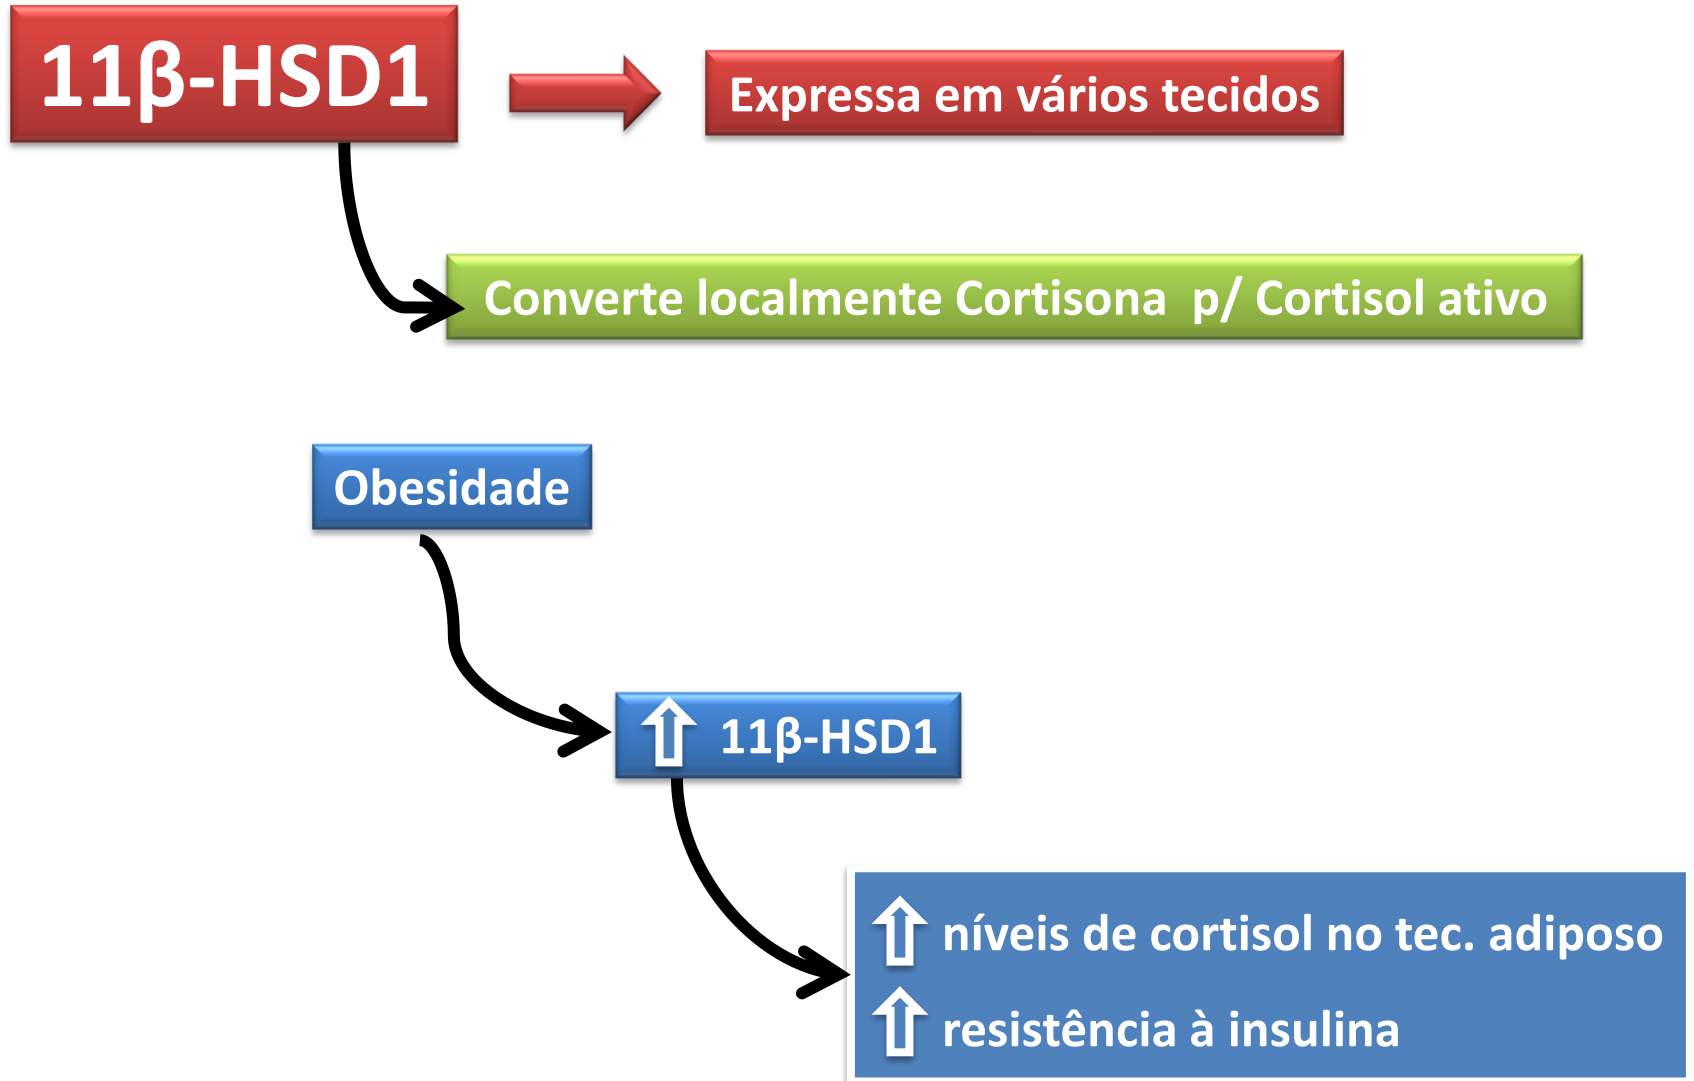 11β-HSD1
Expressa em vários tecidos
Converte localmente Cortisona p/ Cortisol ativo
Obesidade
11β-HSD1
níveis de cortisol no tec. adiposo
resistência à insulina